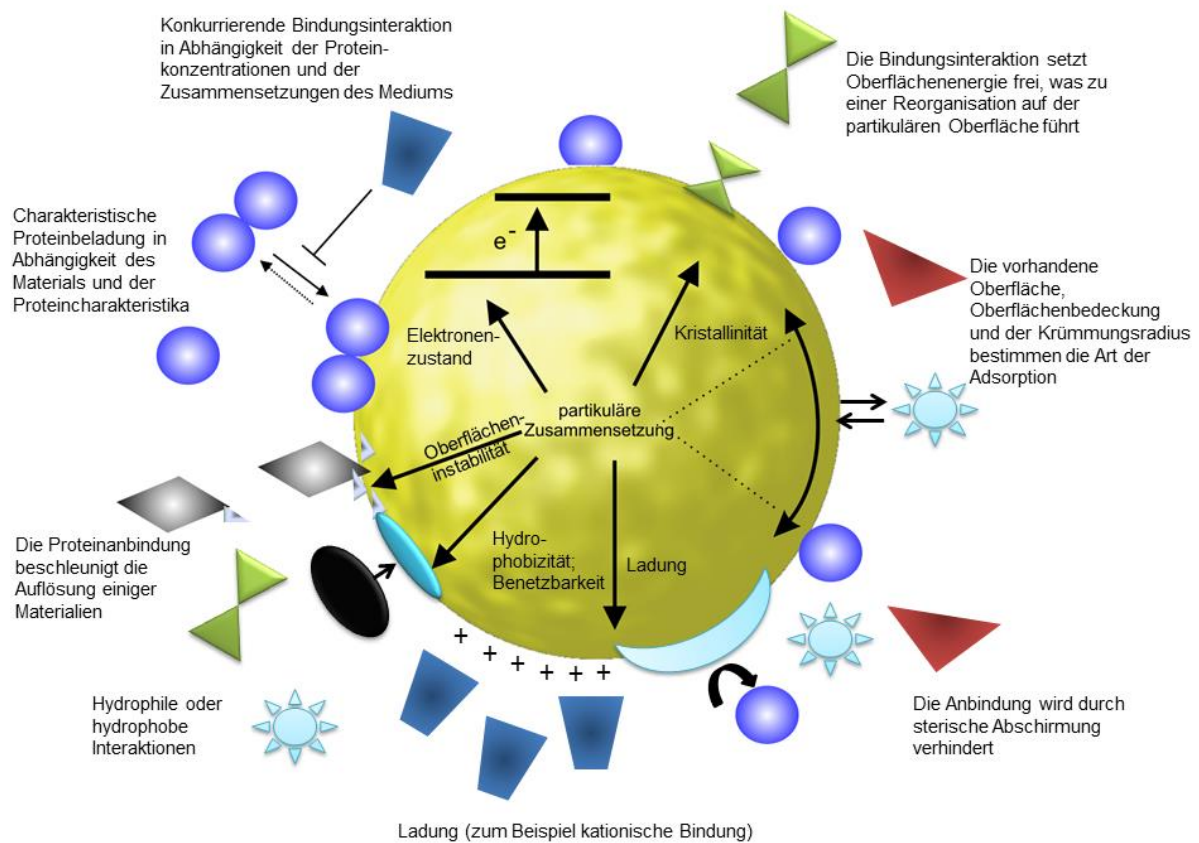 Konkurrierende Bindungsinteraktion
in Abhängigkeit der Protein-
konzentrationen und der
Zusammensetzungen des Mediums
Die Bindungsinteraktion setzt
Oberflächenenergie frei, was zu
einer Reorganisation auf der
partikulären Oberfläche führt
Charakteristische
Proteinbeladung in
Abhängigkeit des
Materials und der
Proteincharakteristika
e-
Die vorhandene
Oberfläche,
Oberflächenbedeckung
und der Krümmungsradius
bestimmen die Art der
Adsorption
Elektronen-
zustand
Kristallinität
partikuläre
Zusammensetzung
Oberflächen-
instabilität
Hydro-
phobizität;
Benetzbarkeit
Ladung
Die Proteinanbindung
beschleunigt die
Auflösung einiger
Materialien
+ + + + + + +
Hydrophile oder
hydrophobe
Interaktionen
Die Anbindung wird durch
sterische Abschirmung
verhindert
Ladung (zum Beispiel kationische Bindung)